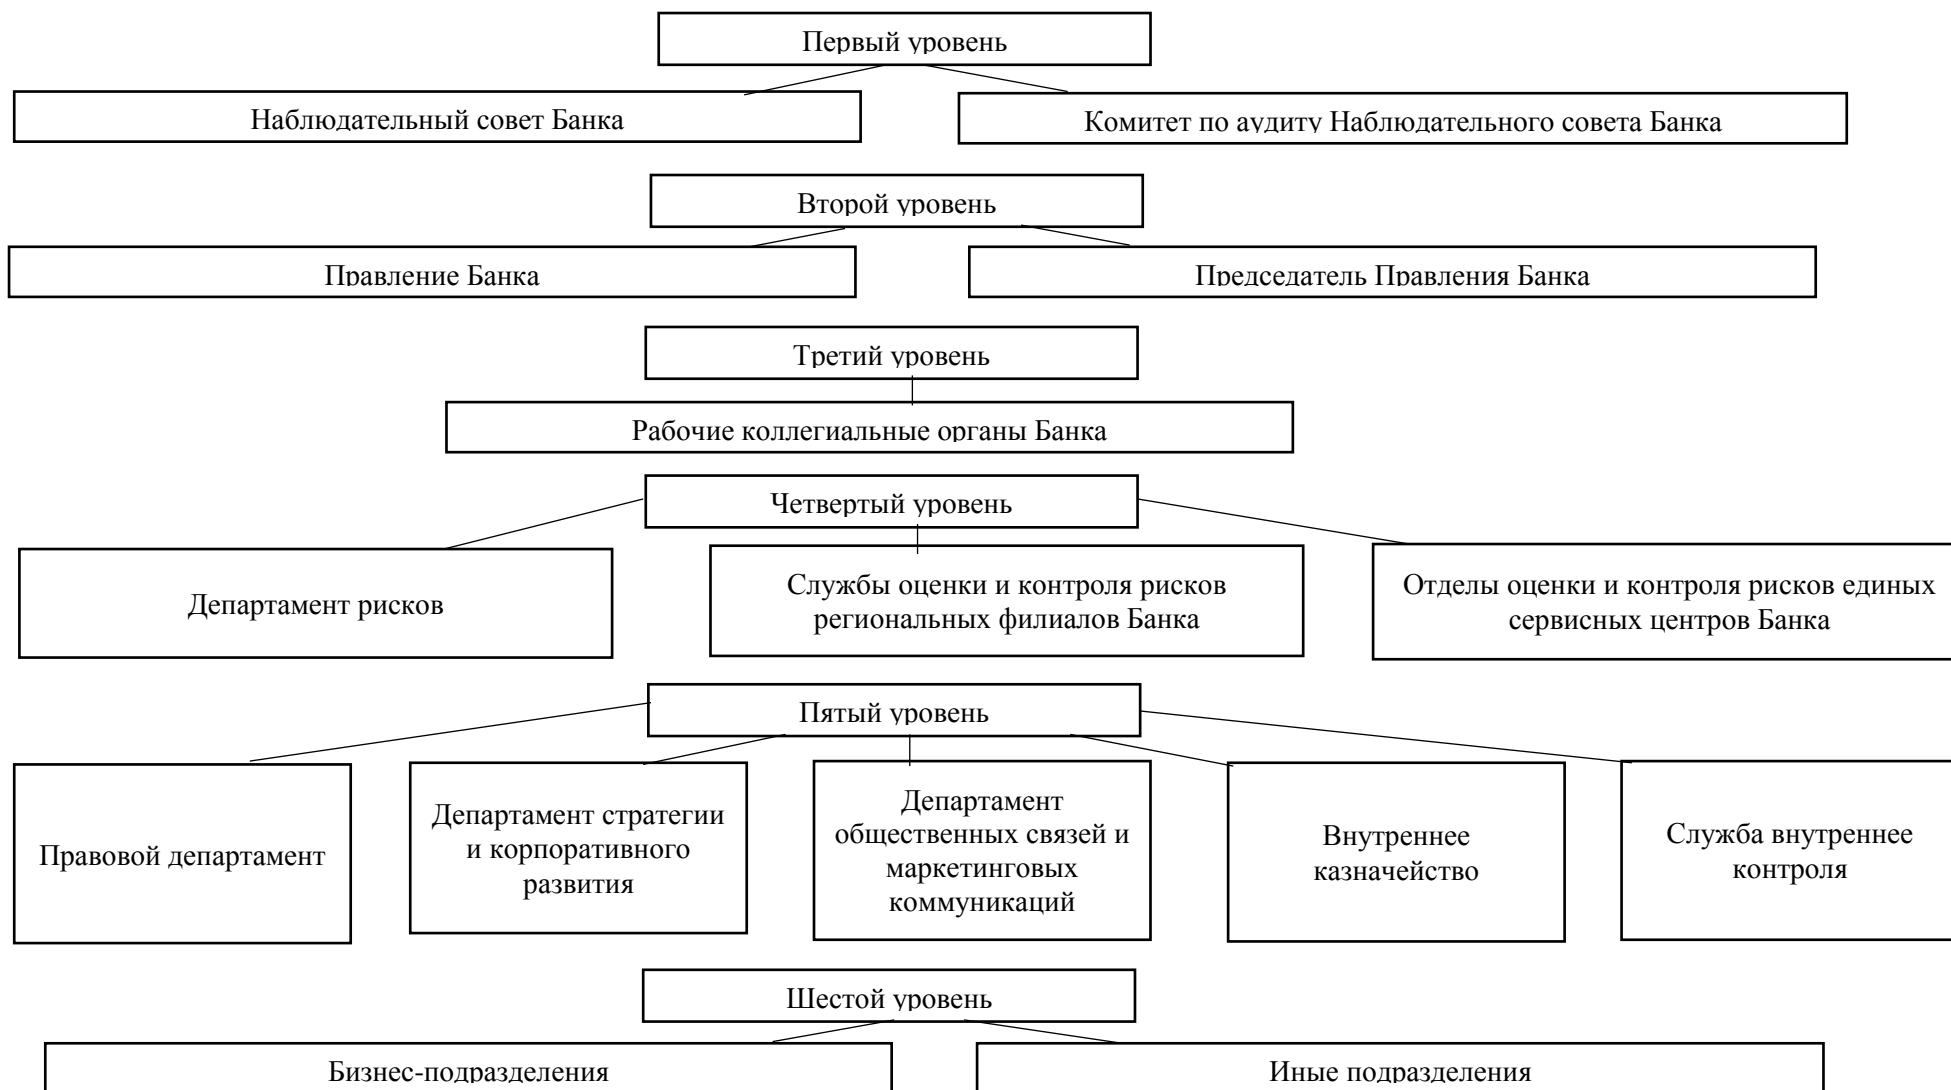 Первый уровень
Наблюдательный совет Банка
Комитет по аудиту Наблюдательного совета Банка
Второй уровень
Правление Банка
Председатель Правления Банка
Третий уровень
Рабочие коллегиальные органы Банка
Четвертый уровень
Департамент рисков
Службы оценки и контроля рисков
региональных филиалов Банка
Отделы оценки и контроля рисков единых
сервисных центров Банка
Пятый уровень
Правовой департамент
Департамент стратегии
и корпоративного
развития
Департамент
общественных связей и
маркетинговых
коммуникаций
Внутреннее
казначейство
Служба внутреннее
контроля
Шестой уровень
Бизнес-подразделения
Иные подразделения